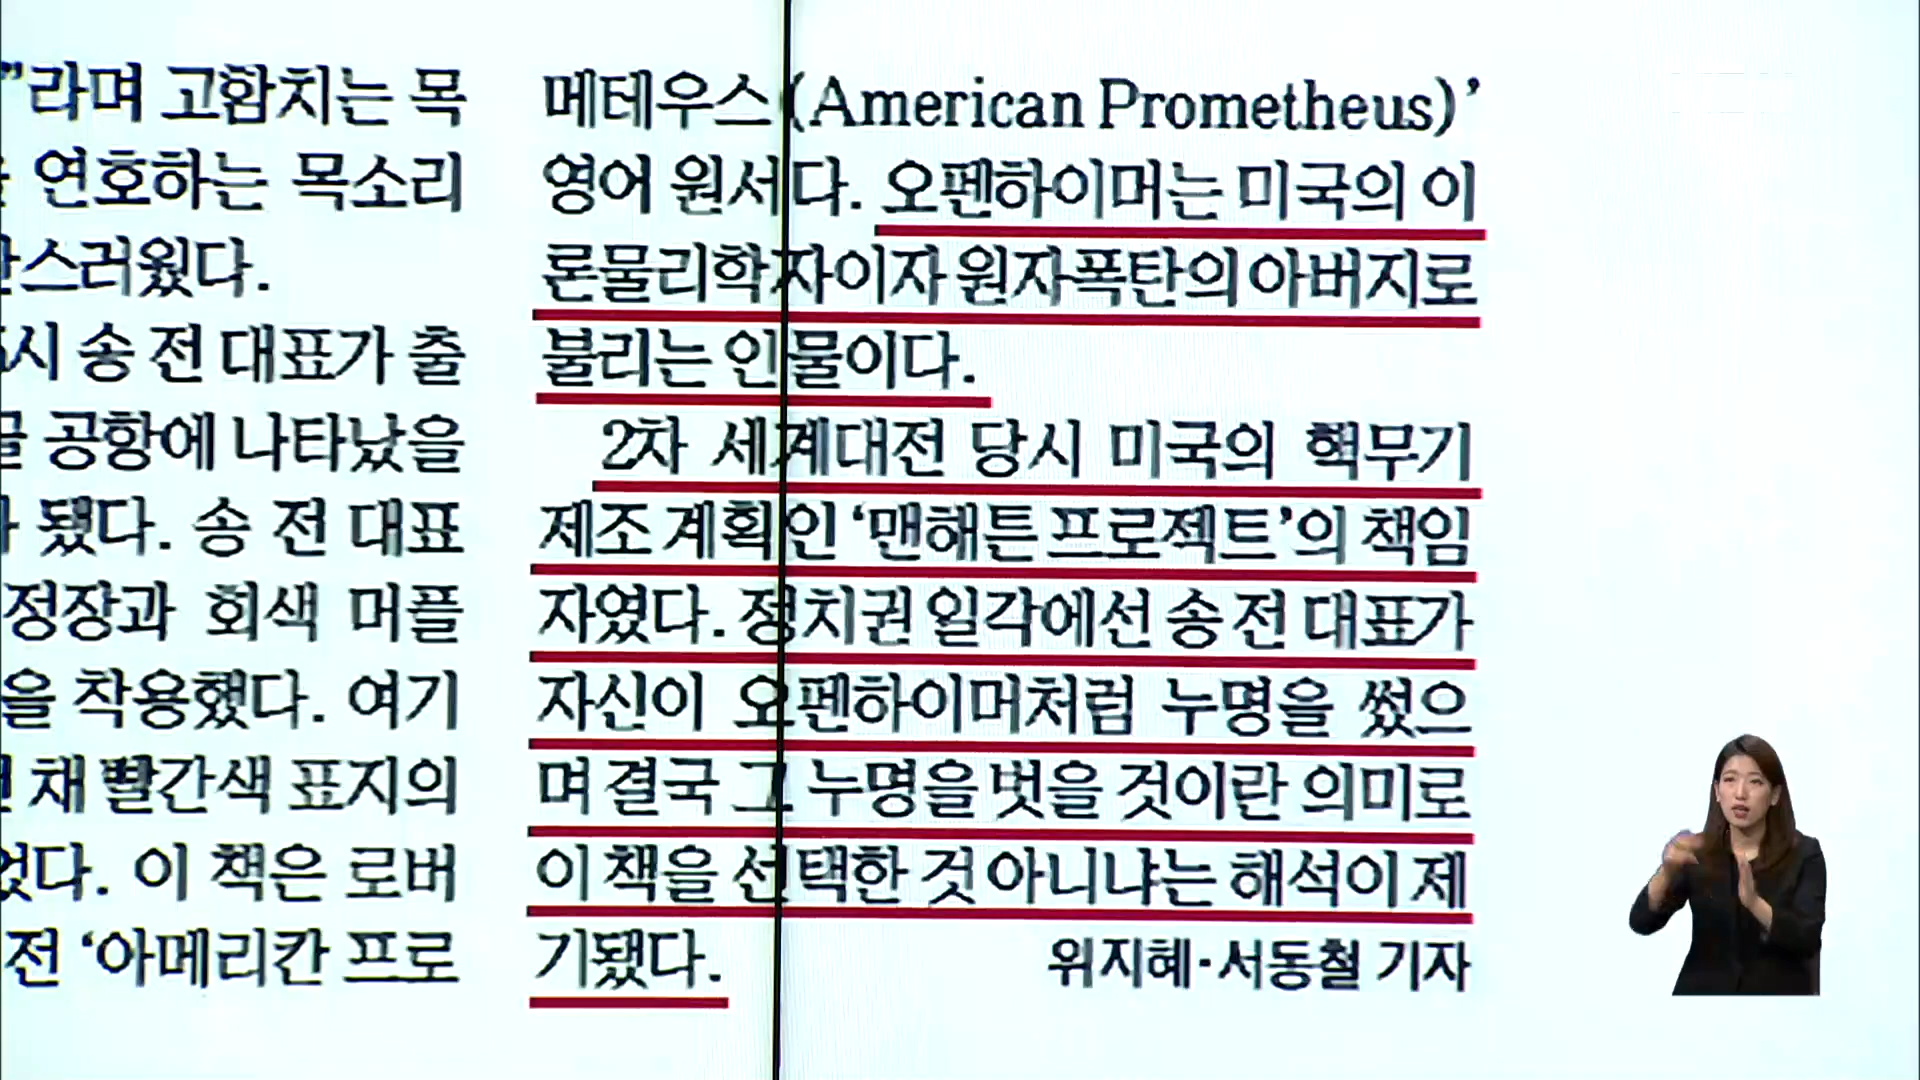 ”라며 고함치는 목
연호하는 목소리
스러웠다.
시 송 전 대표가 출
공항에 나타났을
됐다. 송 전 대표
정장과 회색 머플
을 착용했다. 여기
채 빨간색 표지의
었다. 이 책은 로버
전 ‘아메리칸 프로
메테우스(American Prometheus)’
영어 원서다. 오펜하이머는 미국의 이
론물리학자이자 원자폭탄의 아버지로
불리는 인물이다.
2차 세계대전 당시 미국의 핵무기
제조 계획인 ‘맨해튼 프로젝트’의 책임
자였다. 정치권 일각에선 송 전 대표가
자신이 오펜하이머처럼 누명을 썼으
며 결국 그 누명을 벗을 것이란 의미로
이 책을 선택한 것 아니냐는 해석이 제
기됐다.
위지혜·서동철 기자